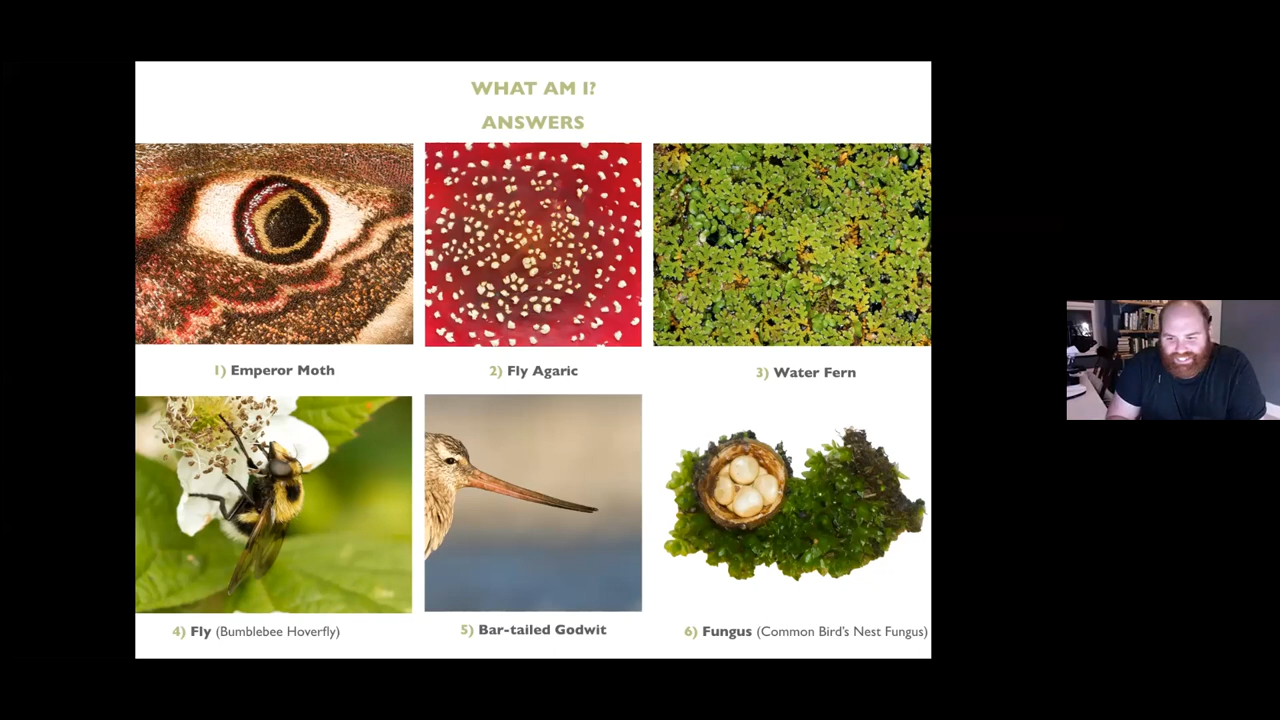 WHAT AM I?
ANSWERS
1) Emperor Moth
2) Fly Agaric
3) Water Fern
4) Fly (Bumblebee Hoverfly)
5) Bar-tailed Godwit
6) Fungus (Common Bird's Nest Fungus)